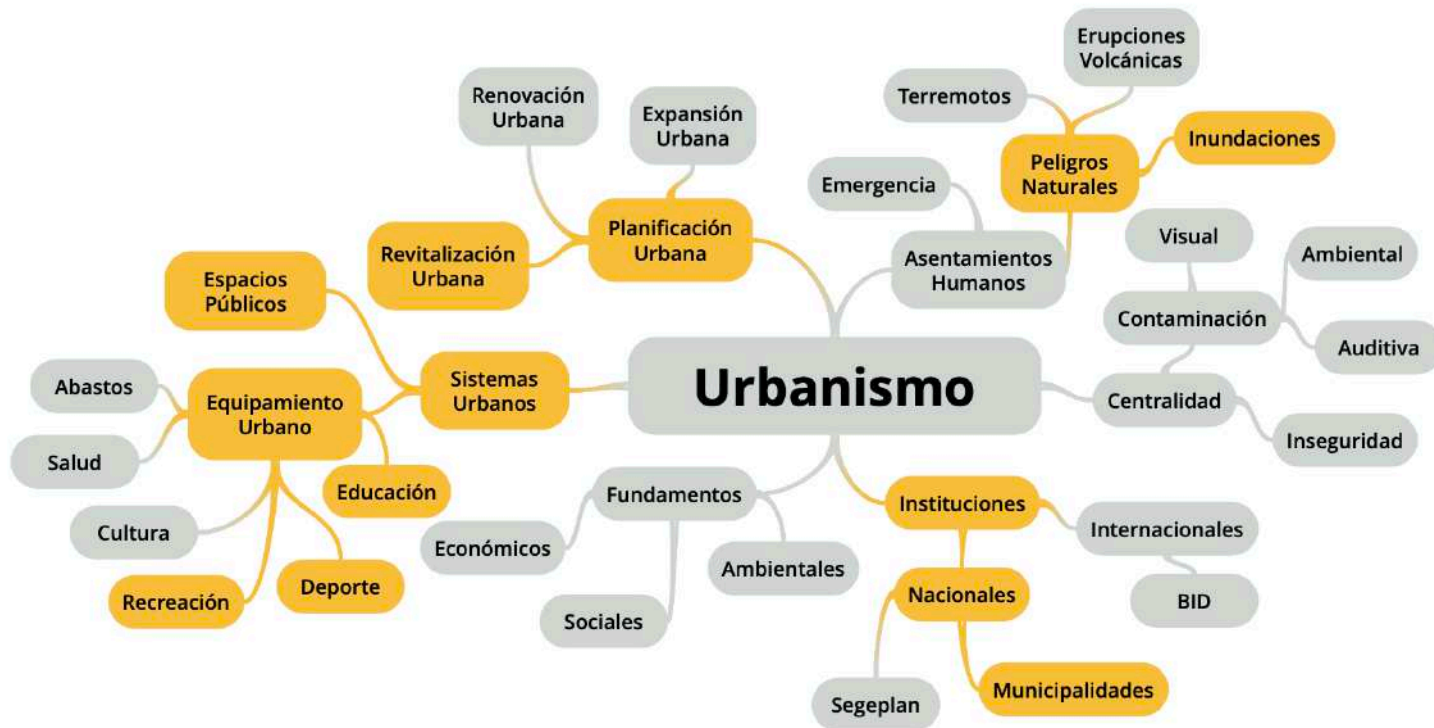 Erupciones
Volcánicas
Renovación
Urbana
Terremotos
Expansión
Urbana
Inundaciones
Peligros
Naturales
Emergencia
Planificación
Urbana
Visual
Revitalización
Urbana
Ambiental
Asentamientos
Humanos
Espacios
Públicos
Contaminación
Auditiva
Urbanismo
Abastos
Sistemas
Urbanos
Centralidad
Equipamiento
Urbano
Inseguridad
Salud
Educación
Fundamentos
Instituciones
Cultura
Internacionales
Económicos
Ambientales
Recreación
Deporte
Nacionales
BID
Sociales
Municipalidades
Segeplan